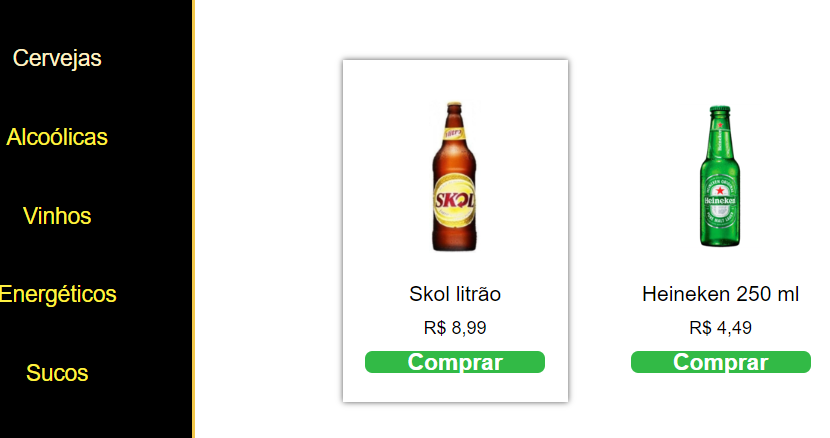 Cervejas
Alcoólicas
Vinhos
Energéticos
Sucos
SKOL
Skol litrão
R$ 8,99
Comprar
Heineken
Heineken 250 ml
R$ 4,49
Comprar